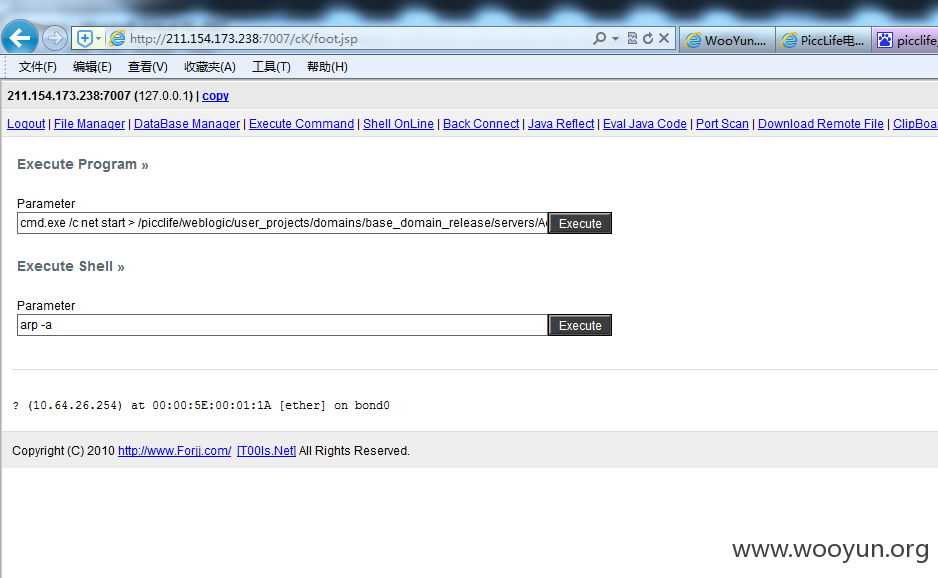 http://211.154.173.238:7007/cK/foot.jsp
WooYun....
PiccLife电...
picclife
文件(F) 编辑(E) 查看(V) 收藏夹(A) 工具(T) 帮助(H)
211.154.173.238:7007 (127.0.0.1) | copy
Logout | File Manager | DataBase Manager | Execute Command | Shell OnLine | Back Connect | Java Reflect | Eval Java Code | Port Scan | Download Remote File | ClipBoa
Execute Program »
Parameter
cmd.exe /c net start > /picclife/weblogic/user_projects/domains/base_domain_release/servers/A
Execute
Execute Shell »
Parameter
arp -a
Execute
? (10.64.26.254) at 00:00:5E:00:01:1A [ether] on bond0
Copyright (C) 2010 http://www.Forjj.com/ [T00ls.Net] All Rights Reserved.
www.wooyun.org